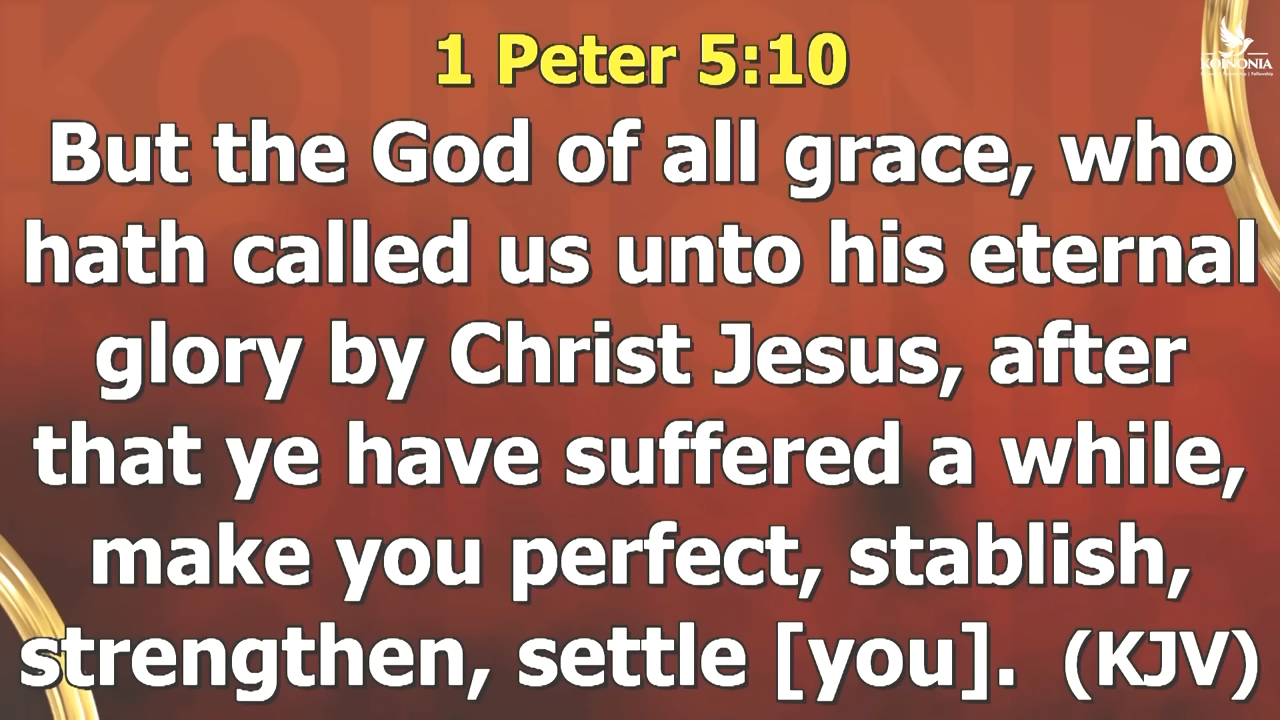 1 Peter 5:10
But the God of all grace, who
hath called us unto his eternal
glory by Christ Jesus, after
that ye have suffered a while,
make you perfect, stablish,
strengthen, settle [you]. (KJV)
KOINONIA